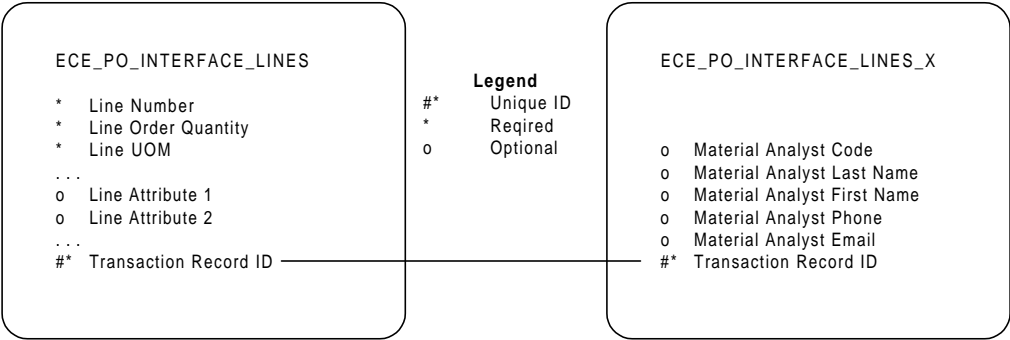 ECE_PO_INTERFACE_LINES
* Line Number
* Line Order Quantity
* Line UOM
. . .
o Line Attribute 1
o Line Attribute 2
. . .
#* Transaction Record ID
Legend
#* Unique ID
* Reqired
o Optional
ECE_PO_INTERFACE_LINES_X
o Material Analyst Code
o Material Analyst Last Name
o Material Analyst First Name
o Material Analyst Phone
o Material Analyst Email
#* Transaction Record ID